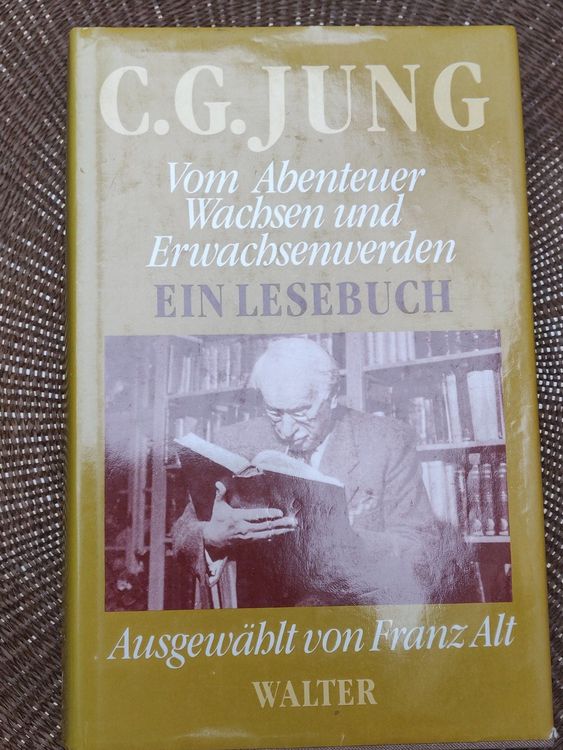 C.G.JUNG
Vom Abenteuer
Wachsen und
Erwachsenwerden
EIN LESEBUCH
Ausgewählt von Franz Alt
WALTER